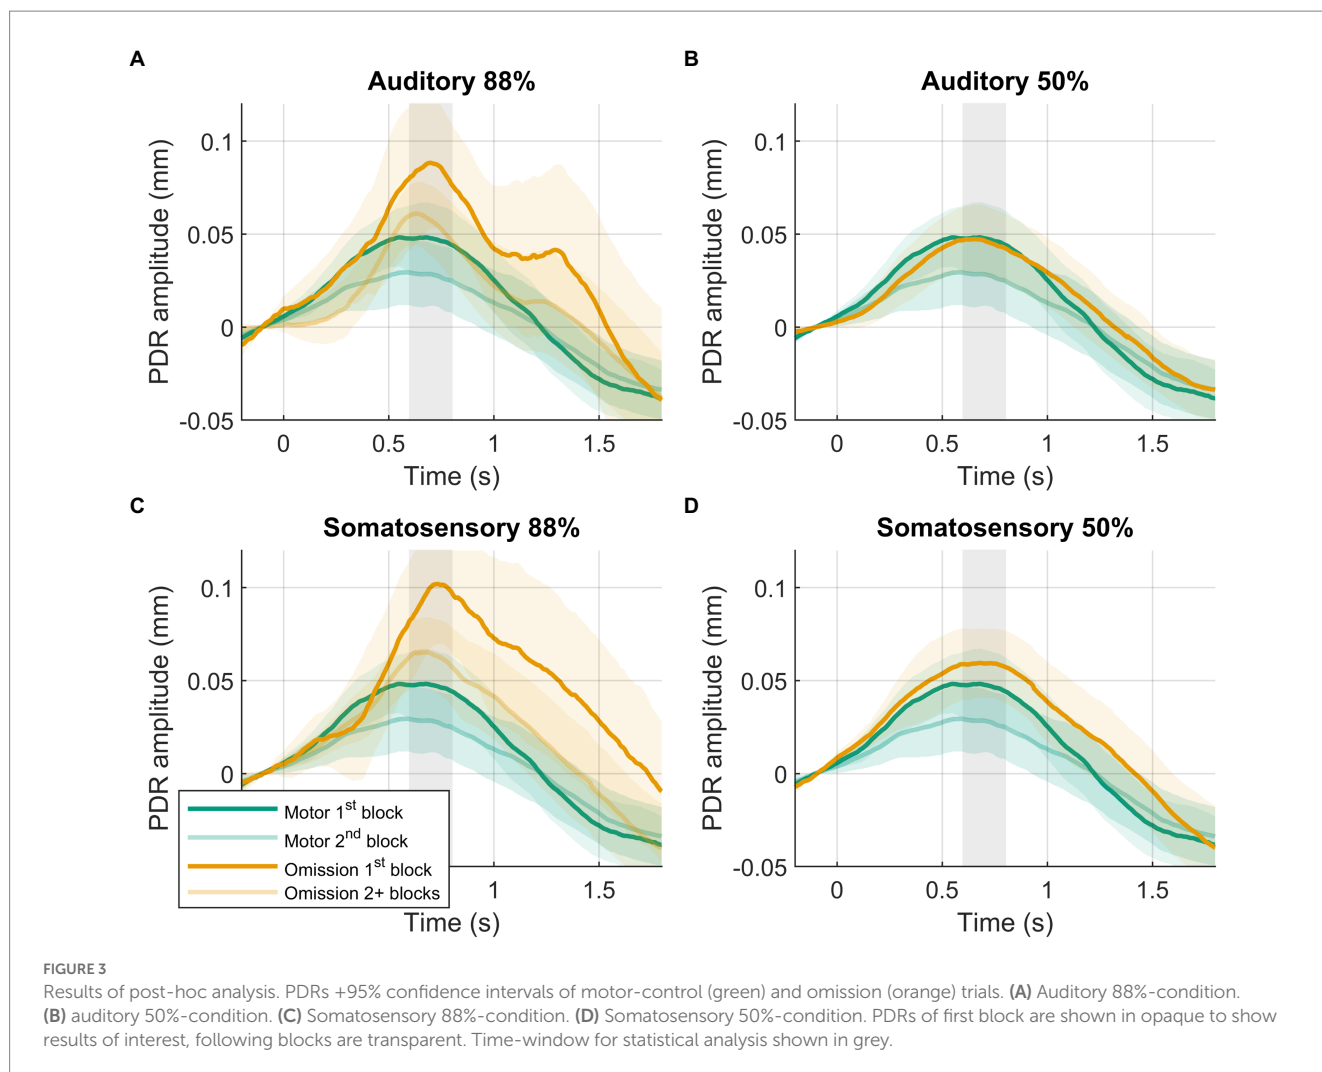 A
Auditory 88%
PDR amplitude (mm)
0.1
0.05
0
-0.05
0
0.5
1
1.5
Time (s)
B
Auditory 50%
PDR amplitude (mm)
0.1
0.05
0
-0.05
0
0.5
1
1.5
Time (s)
C
Somatosensory 88%
PDR amplitude (mm)
0.1
0.05
0
Motor 1st block
Motor 2nd block
Omission 1st block
Omission 2+ blocks
1
1.5
Time (s)
D
Somatosensory 50%
PDR amplitude (mm)
0.1
0.05
0
-0.05
0
0.5
1
1.5
Time (s)
FIGURE 3
Results of post-hoc analysis. PDRs +95% confidence intervals of motor-control (green) and omission (orange) trials. (A) Auditory 88%-condition.
(B) auditory 50%-condition. (C) Somatosensory 88%-condition. (D) Somatosensory 50%-condition. PDRs of first block are shown in opaque to show
results of interest, following blocks are transparent. Time-window for statistical analysis shown in grey.